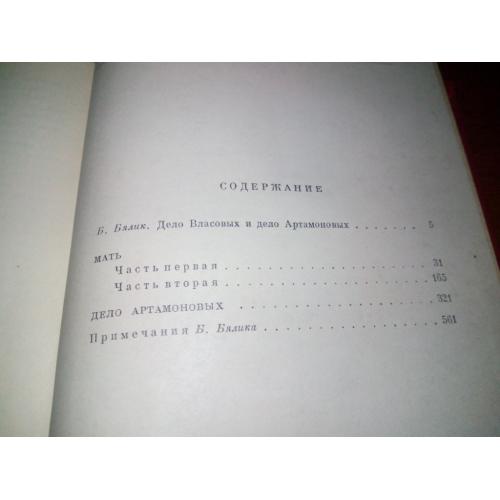 СОДЕРЖАНИЕ
Б. Бялик. Дело Власовых и дело Артамоновых . . . . . . . 5
МАТЬ
Часть первая . . . . . . . . . . . . . . . . . 31
Часть вторая . . . . . . . . . . . . . . . . . 165
ДЕЛО АРТАМОНОВЫХ . . . . . . . . . . . . . . . 321
Примечания Б. Бялика . . . . . . . . . . . . . . 561